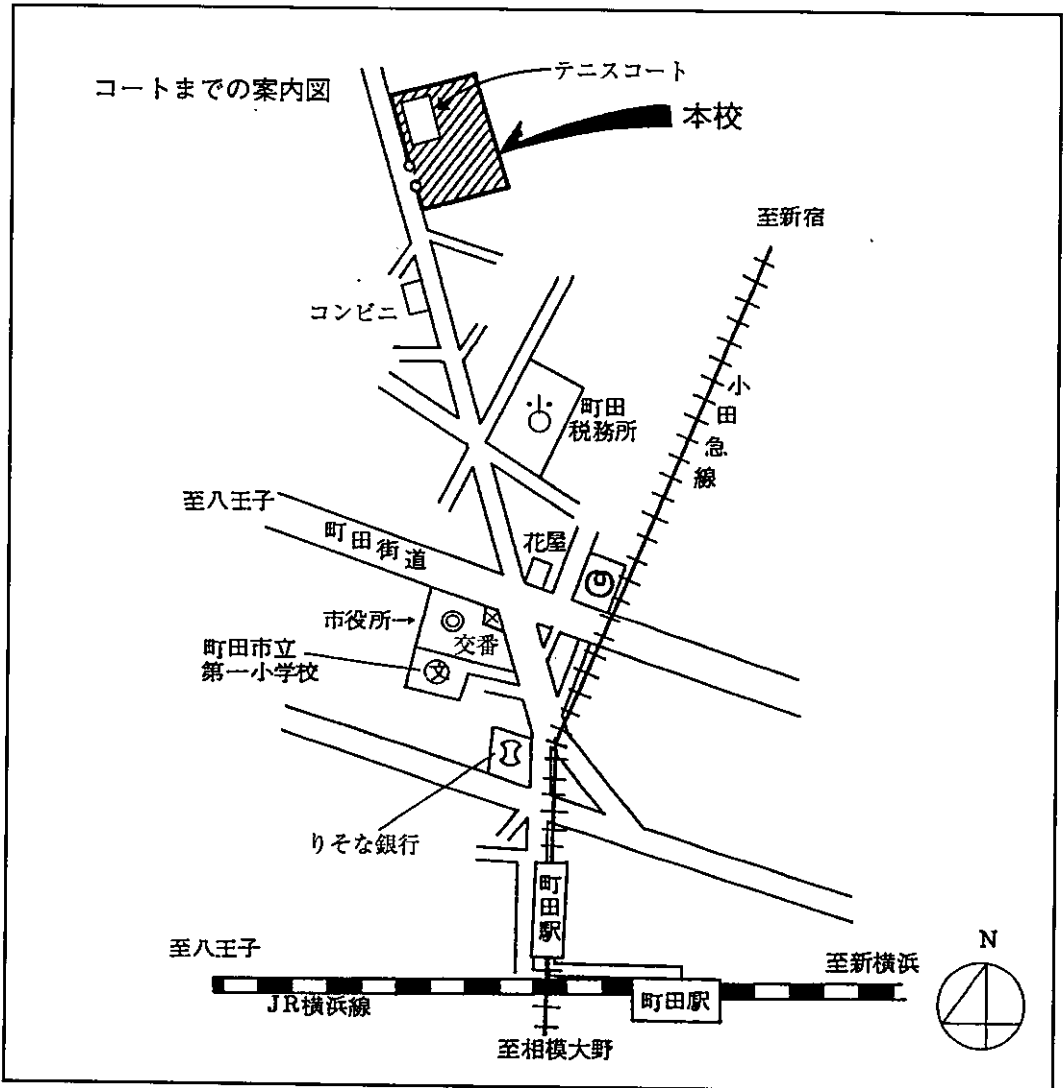 コートまでの案内図
テニスコート
本校
至新宿
コンビニ
小田急線
町田
税務所
至八王子
町田街道
花屋
市役所→
交番
町田市立
第一小学校
文
りそな銀行
町田駅
至八王子
至新横浜
N
JR横浜線
町田駅
至相模大野